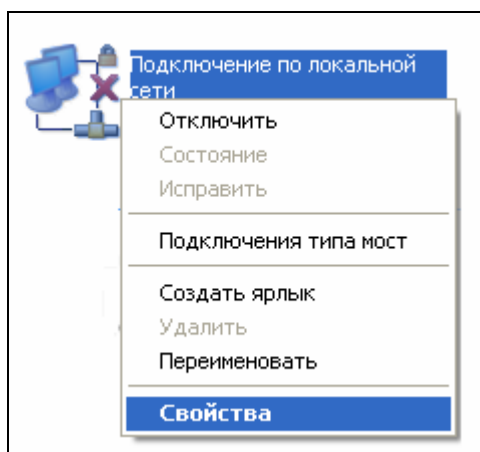 Подключение по локальной
сети
Отключить
Состояние
Исправить
Подключения типа мост
Создать ярлык
Удалить
Переименовать
Свойства